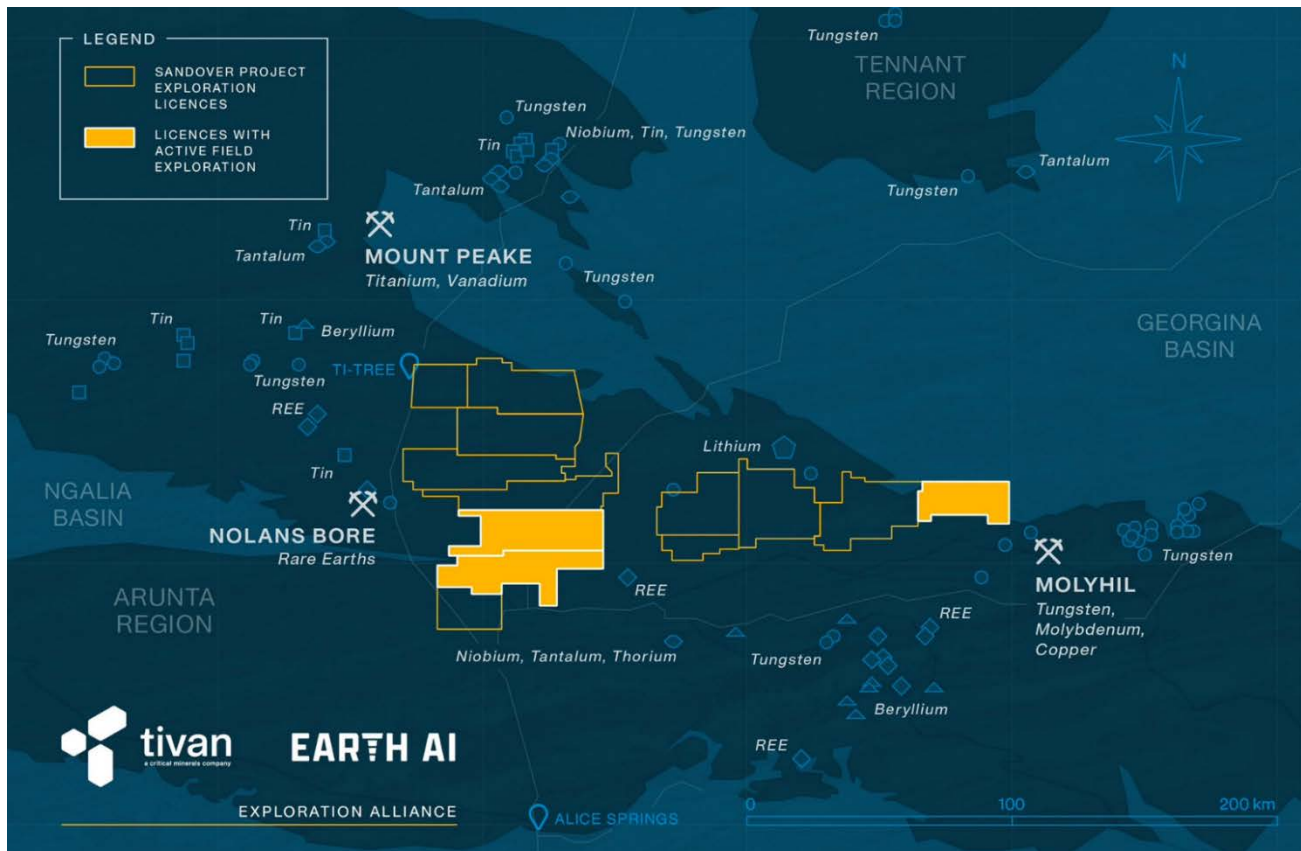 LEGEND
SANDOVER PROJECT
EXPLORATION
LICENCES
LICENCES WITH
ACTIVE FIELD
EXPLORATION
Tungsten
TENNANT
REGION
N
Tungsten
Niobium, Tin, Tungsten
Tin
Tantalum
Tungsten
Tantalum
Tin
Tantalum
MOUNT PEAKE
Titanium, Vanadium
Tungsten
Tungsten
Tin
Tin
Beryllium
GEORGINA
BASIN
TI-TREE
Tungsten
REE
Lithium
Tin
NGALIA
BASIN
NOLANS BORE
Rare Earths
Tungsten
MOLYHIL
Tungsten,
Molybdenum,
Copper
ARUNTA
REGION
REE
REE
Niobium, Tantalum, Thorium
Tungsten
Beryllium
REE
tivan
a critical minerals company
EARTH AI
EXPLORATION ALLIANCE
ALICE SPRINGS
0
100
200 km